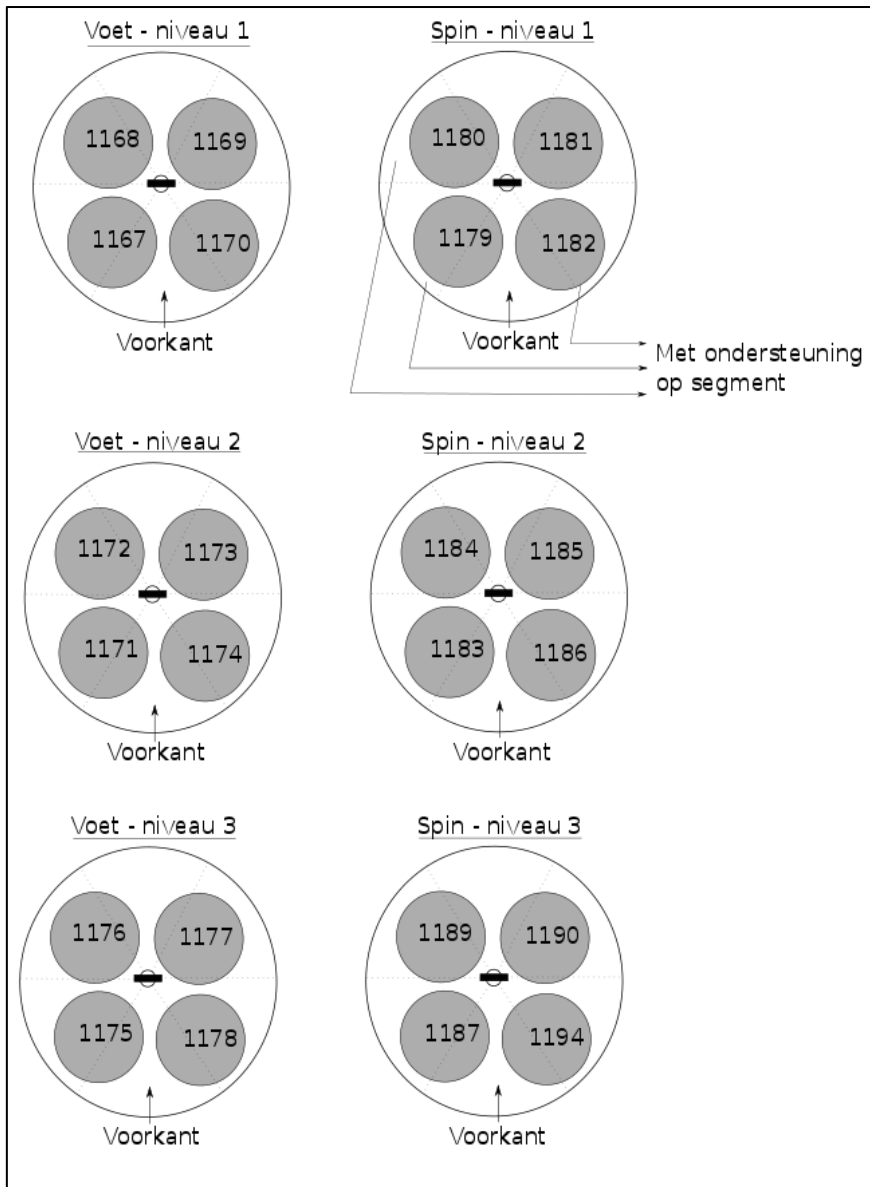 Voet - niveau 1
1168
1169
1167
1170
Voorkant
Spin - niveau 1
1180
1181
1179
1182
Voorkant
Met ondersteuning
op segment
Voet - niveau 2
1172
1173
1171
1174
Voorkant
Spin - niveau 2
1184
1185
1183
1186
Voorkant
Voet - niveau 3
1176
1177
1175
1178
Voorkant
Spin - niveau 3
1189
1190
1187
1194
Voorkant